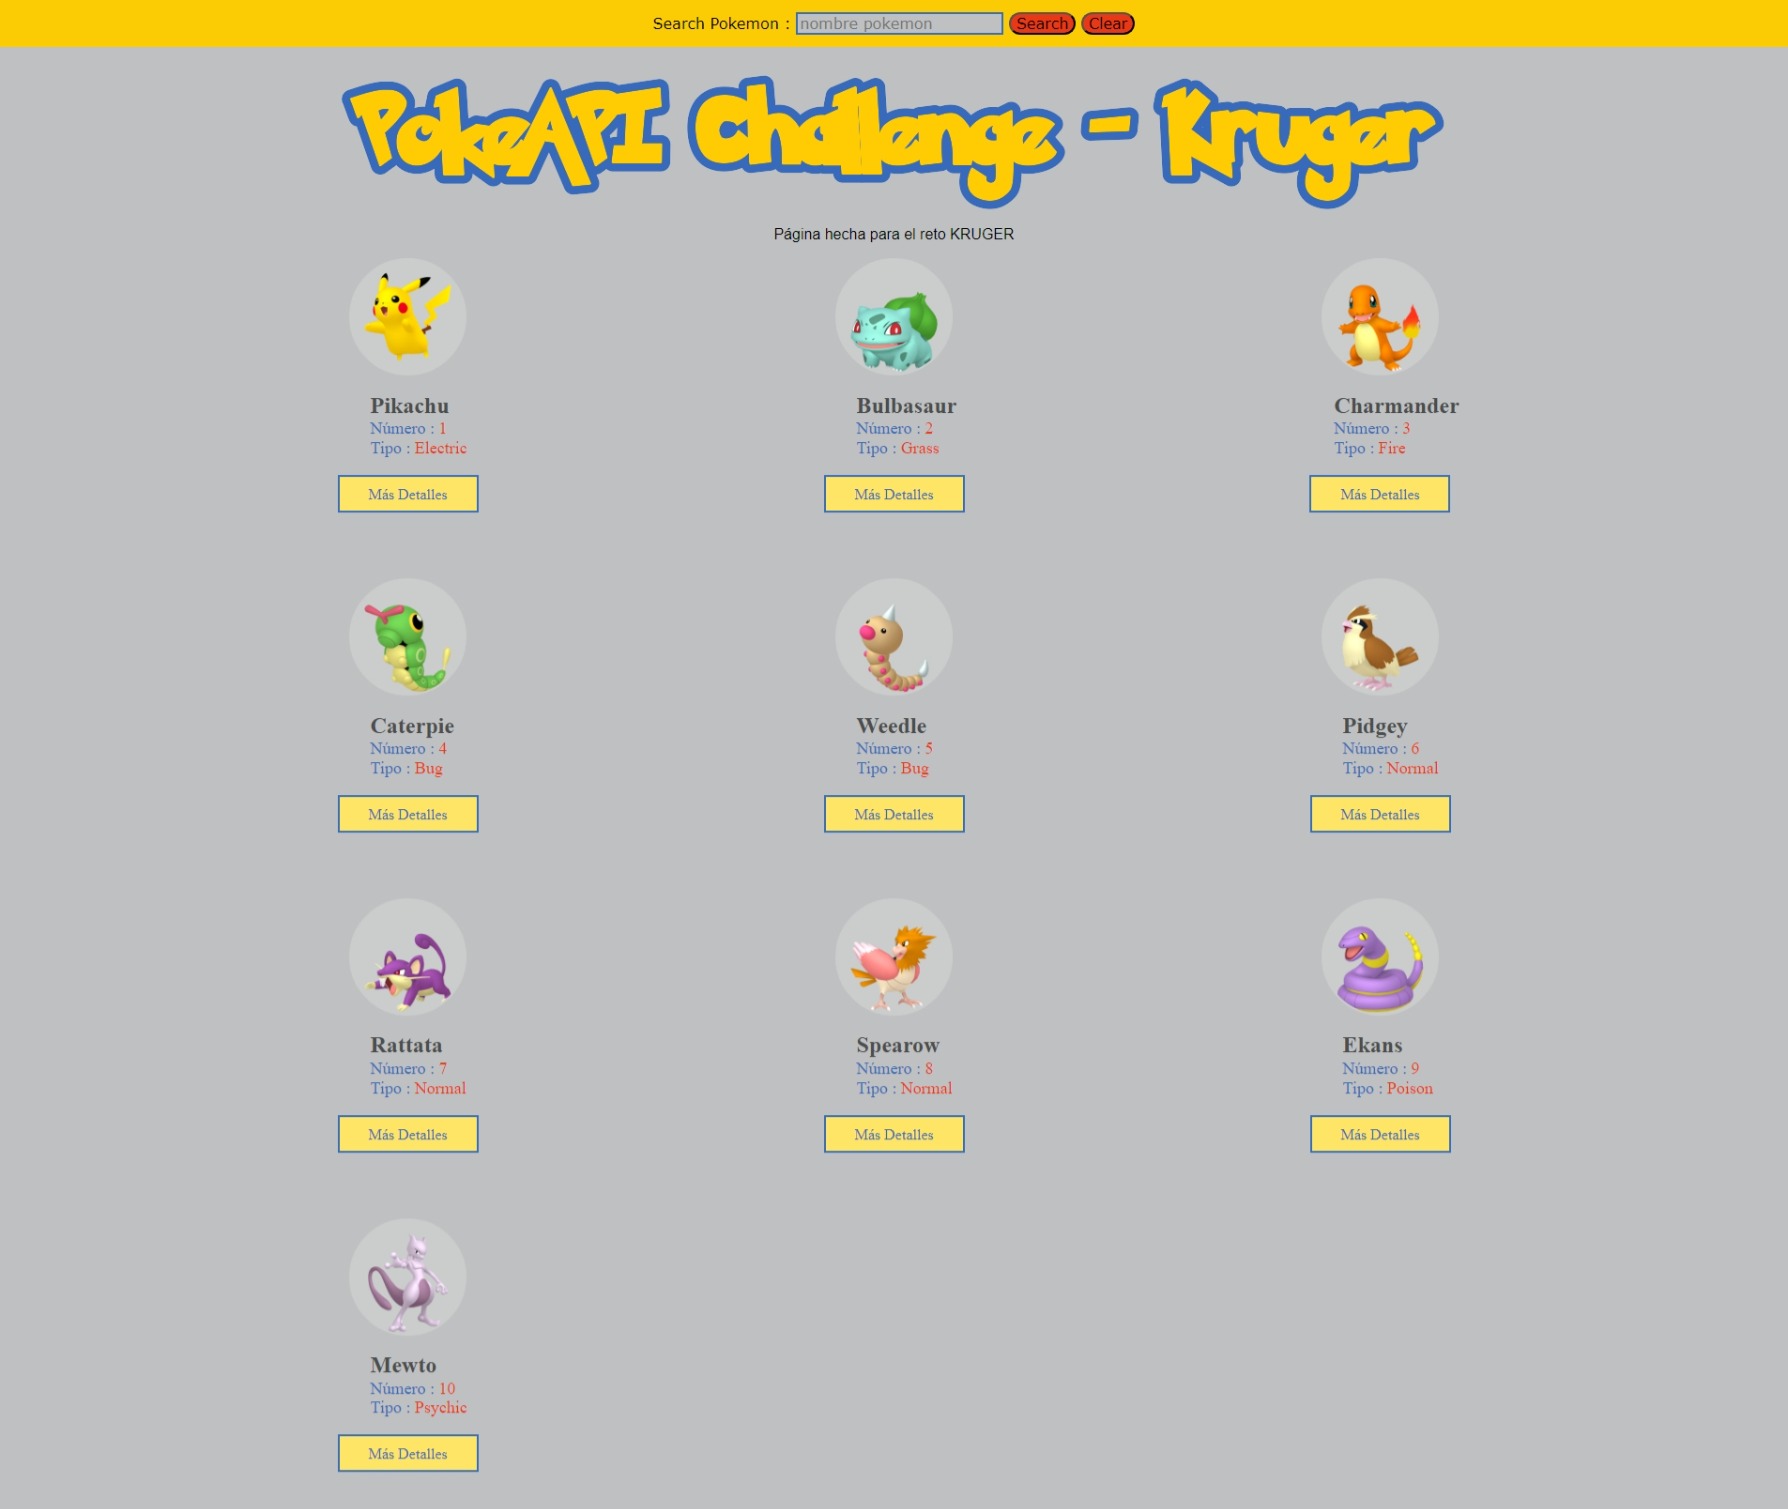 Search Pokemon : nombre pokemon Search Clear
PokeAPI Challenge - Kruger
Página hecha para el reto KRUGER
Pikachu
Número : 1
Tipo : Electric
Más Detalles
Bulbasaur
Número : 2
Tipo : Grass
Más Detalles
Charmander
Número : 3
Tipo : Fire
Más Detalles
Caterpie
Número : 4
Tipo : Bug
Más Detalles
Weedle
Número : 5
Tipo : Bug
Más Detalles
Pidgey
Número : 6
Tipo : Normal
Más Detalles
Rattata
Número : 7
Tipo : Normal
Más Detalles
Spearow
Número : 8
Tipo : Normal
Más Detalles
Ekans
Número : 9
Tipo : Poison
Más Detalles
Mewto
Número : 10
Tipo : Psychic
Más Detalles